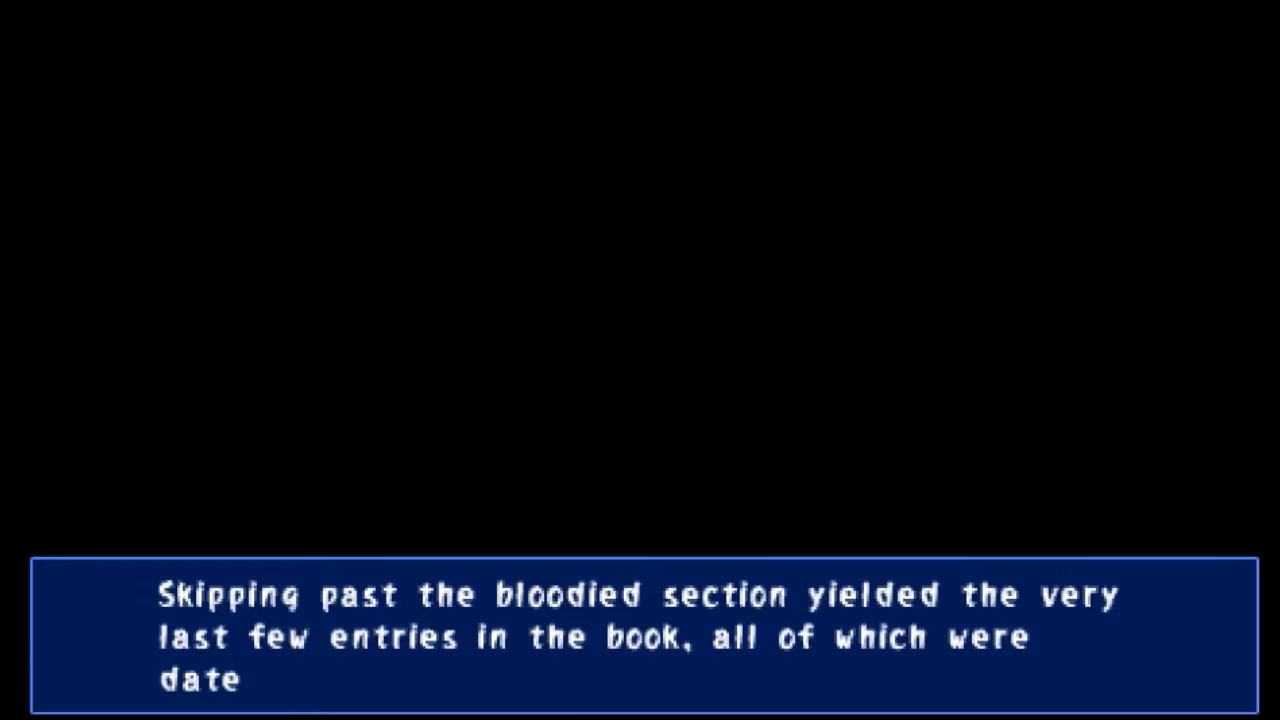 Skipping past the bloodied section yielded the very
last few entries in the book, all of which were
date